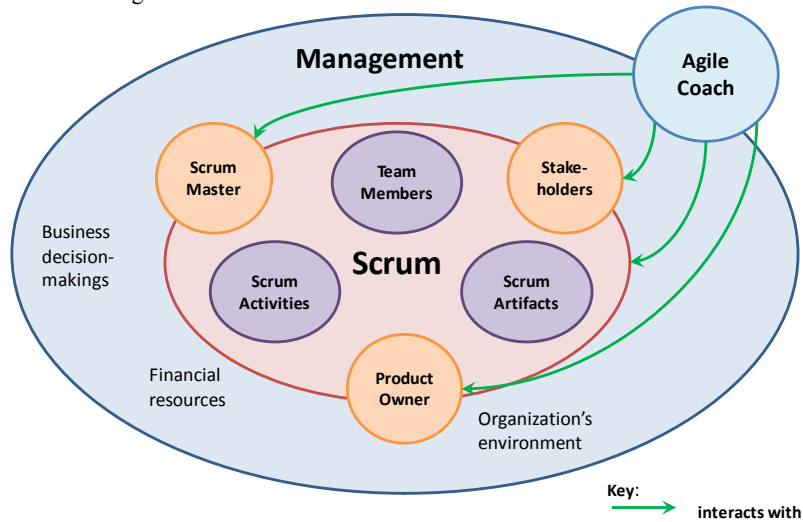 Management
Agile
Coach
Scrum
Master
Team
Members
Stake-
holders
Business
decision-
makings
Scrum
Scrum
Activities
Scrum
Artifacts
Financial
resources
Product
Owner
Organization's
environment
Key:
interacts with